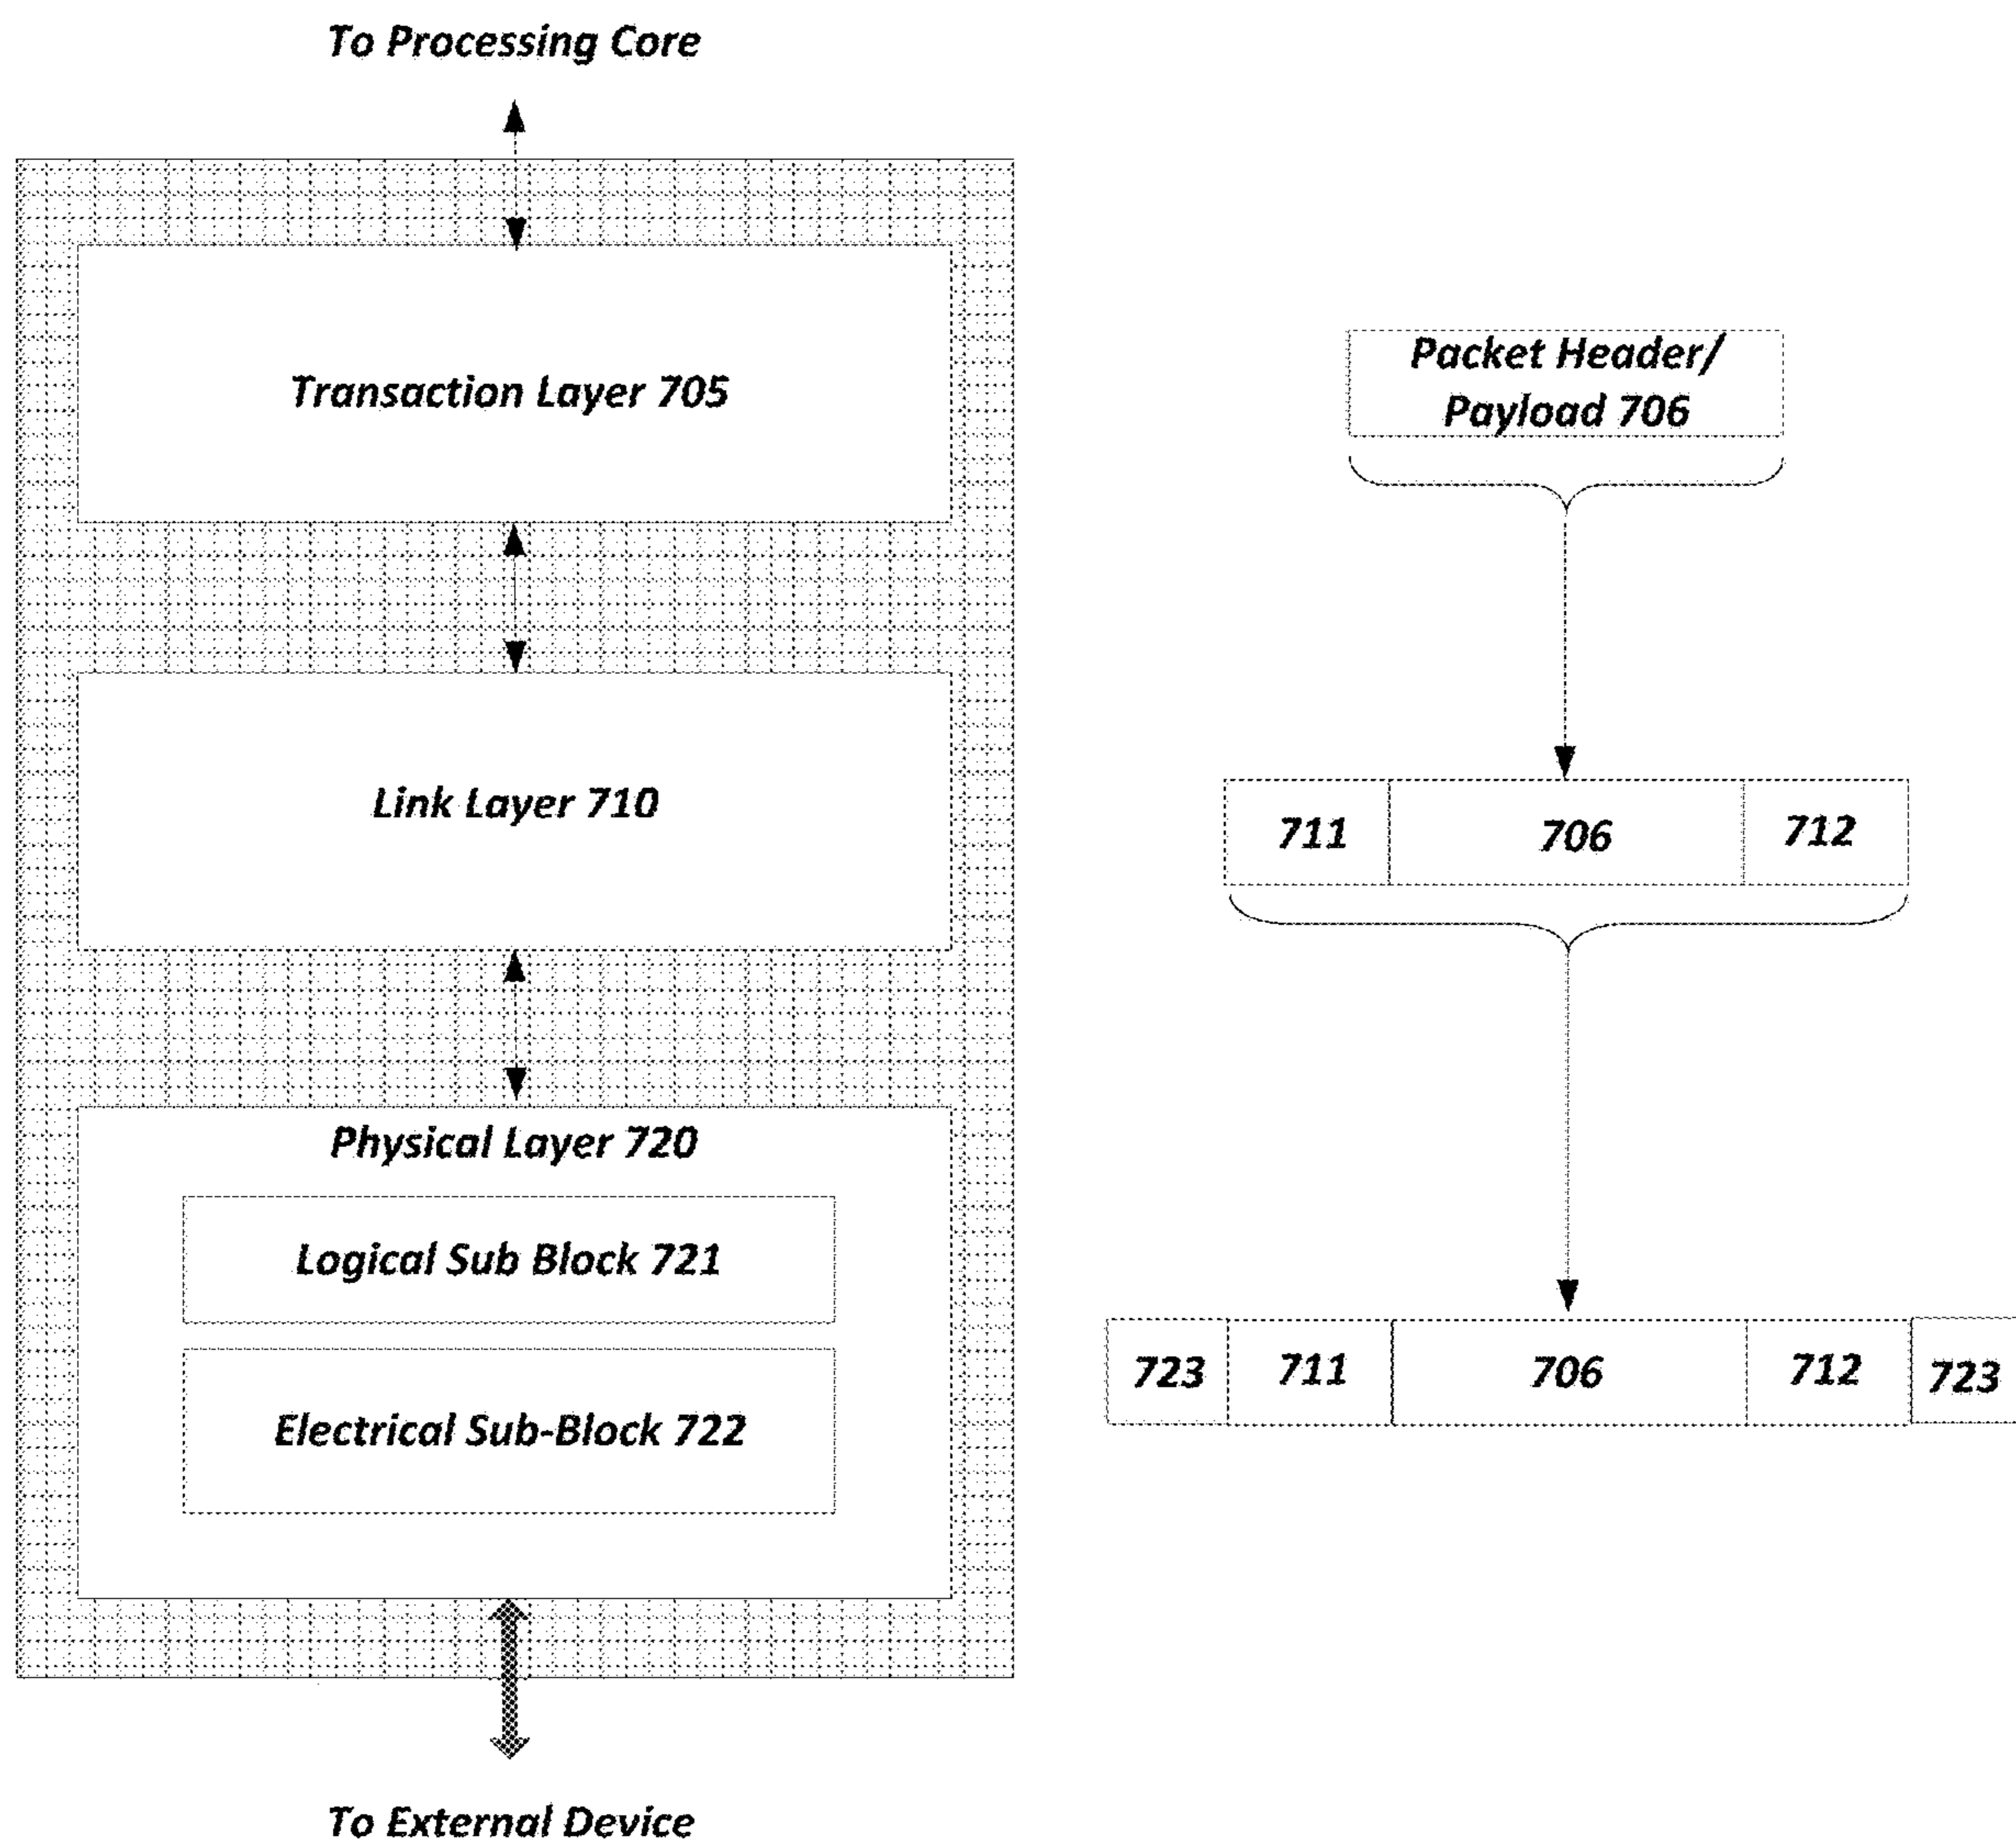 To Processing Core
Transaction Layer 705
Packet Header/
Payload 706
Link Layer 710
711 706 712
Physical Layer 720
Logical Sub Block 721
Electrical Sub-Block 722
723 711 706 712 723
To External Device